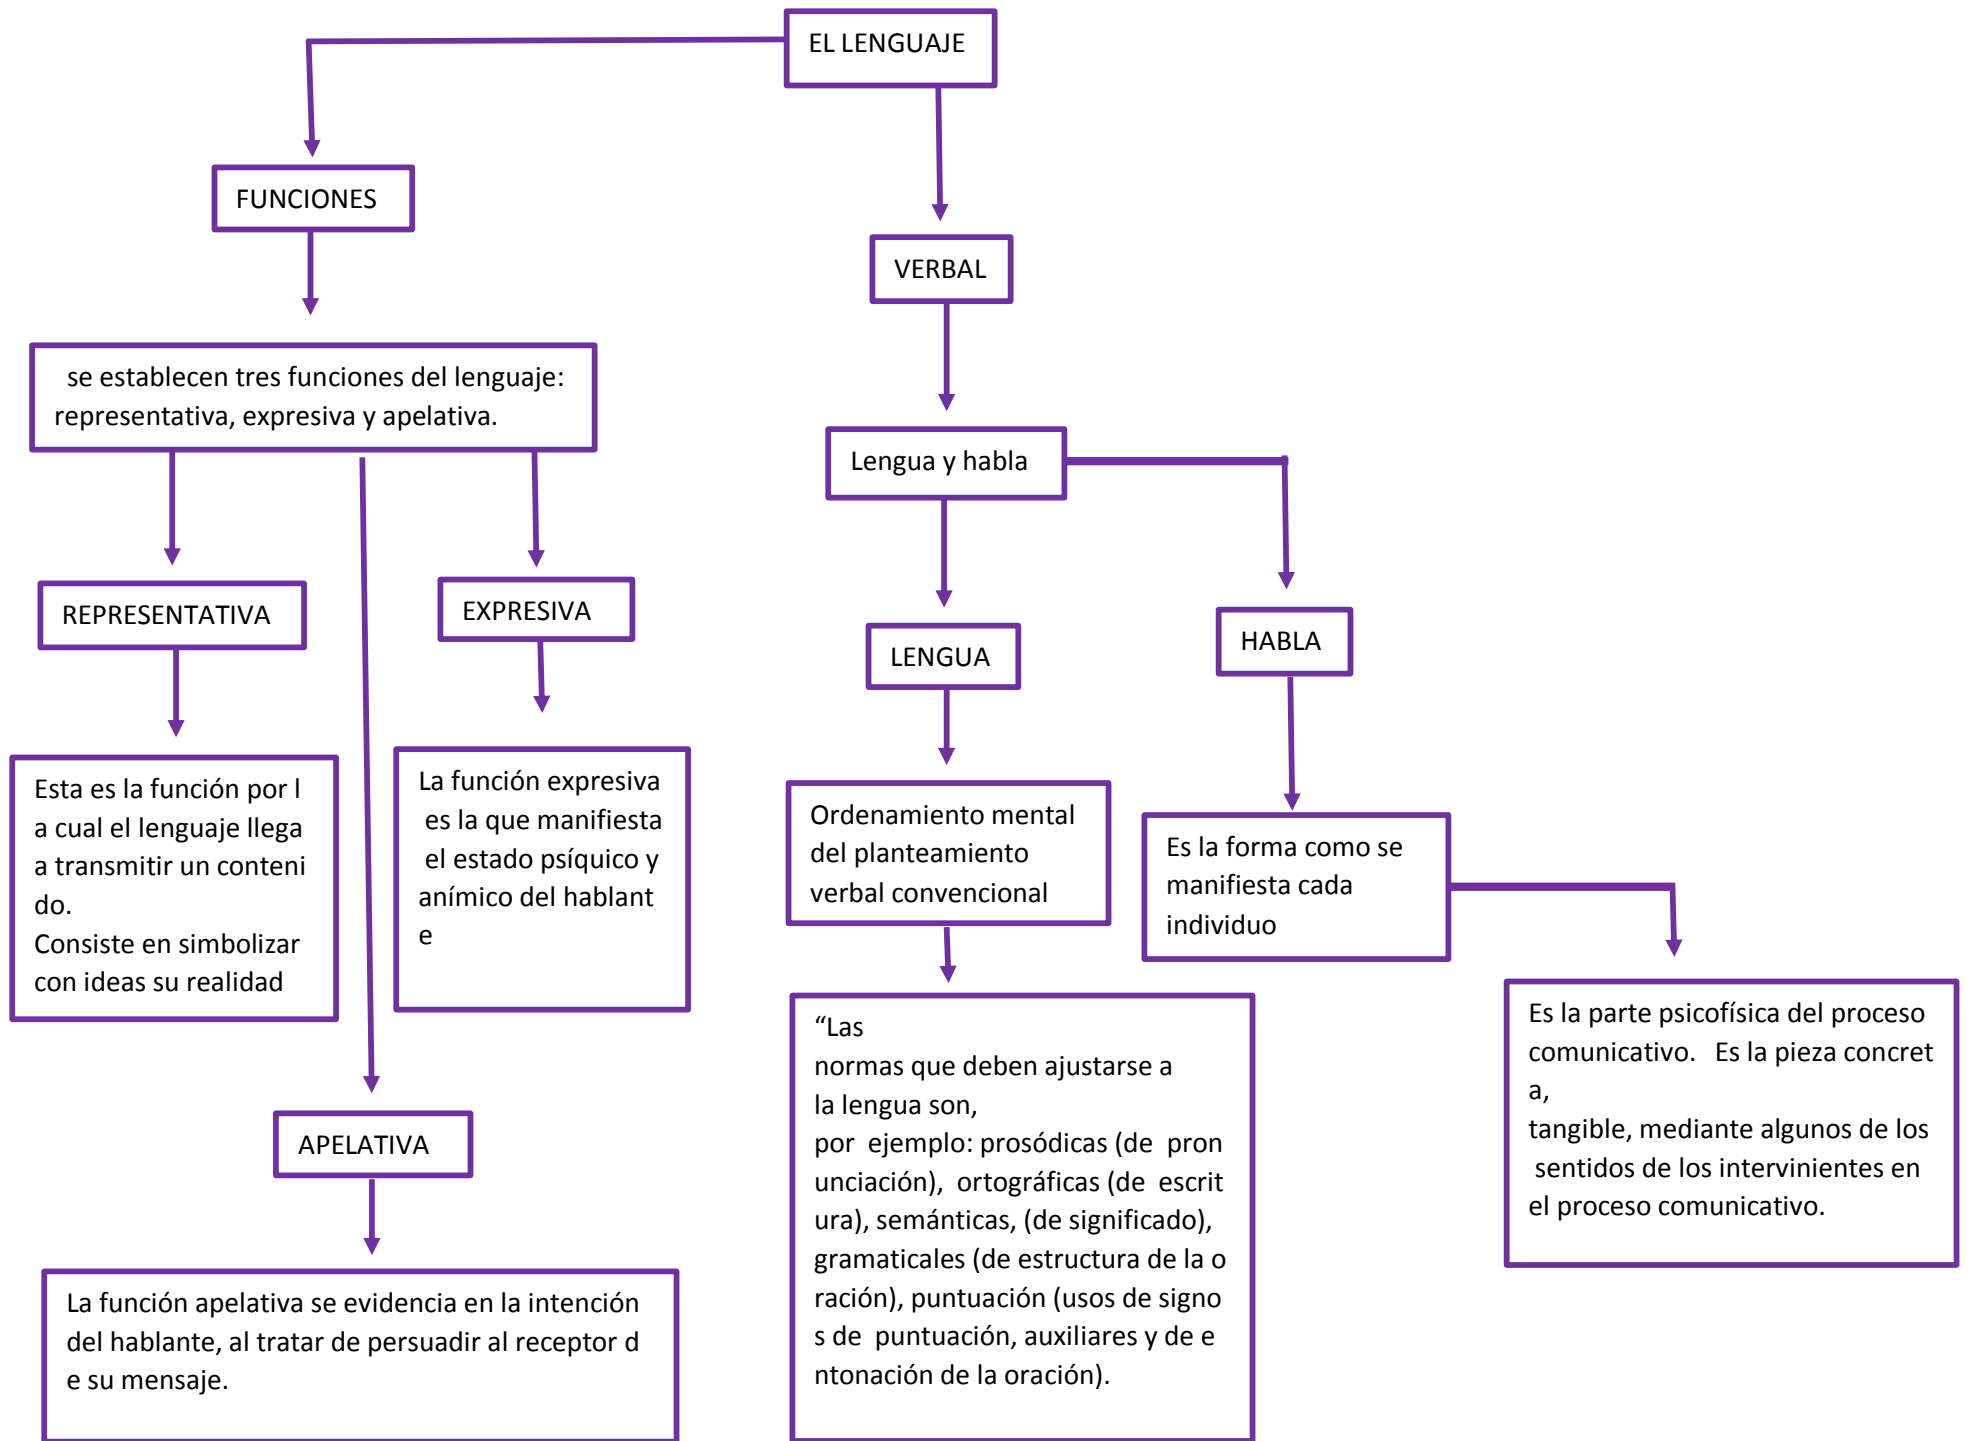 EL LENGUAJE
FUNCIONES
VERBAL
se establecen tres funciones del lenguaje:
representativa, expresiva y apelativa.
Lengua y habla
REPRESENTATIVA
EXPRESIVA
LENGUA
HABLA
Esta es la función por l
a cual el lenguaje llega
a transmitir un conteni
do.
Consiste en simbolizar
con ideas su realidad
La función expresiva
es la que manifiesta
el estado psíquico y
anímico del hablant
e
Ordenamiento mental
del planteamiento
verbal convencional
Es la forma como se
manifiesta cada
individuo
“Las
normas que deben ajustarse a
la lengua son,
por ejemplo: prosódicas (de pron
unciación), ortográficas (de escrit
ura), semánticas, (de significado),
gramaticales (de estructura de la o
ración), puntuación (usos de signo
s de puntuación, auxiliares y de e
ntonación de la oración).
Es la parte psicofísica del proceso
comunicativo. Es la pieza concret
a,
tangible, mediante algunos de los
sentidos de los intervinientes en
el proceso comunicativo.
APELATIVA
La función apelativa se evidencia en la intención
del hablante, al tratar de persuadir al receptor d
e su mensaje.